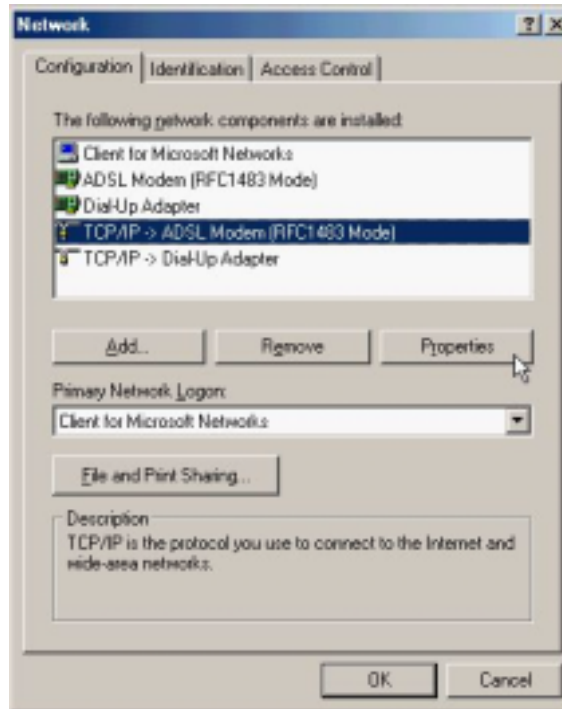 Network
Configuration Identification Access Control
The following network components are installed:
Client for Microsoft Networks
ADSL Modem (RFC1483 Mode)
Dial-Up Adapter
TCP/IP -> ADSL Modem (RFC1483 Mode)
TCP/IP -> Dial-Up Adapter
Add... Remove Properties
Primary Network Logon:
Client for Microsoft Networks
File and Print Sharing...
Description
TCP/IP is the protocol you use to connect to the Internet and
wide-area networks.
OK Cancel